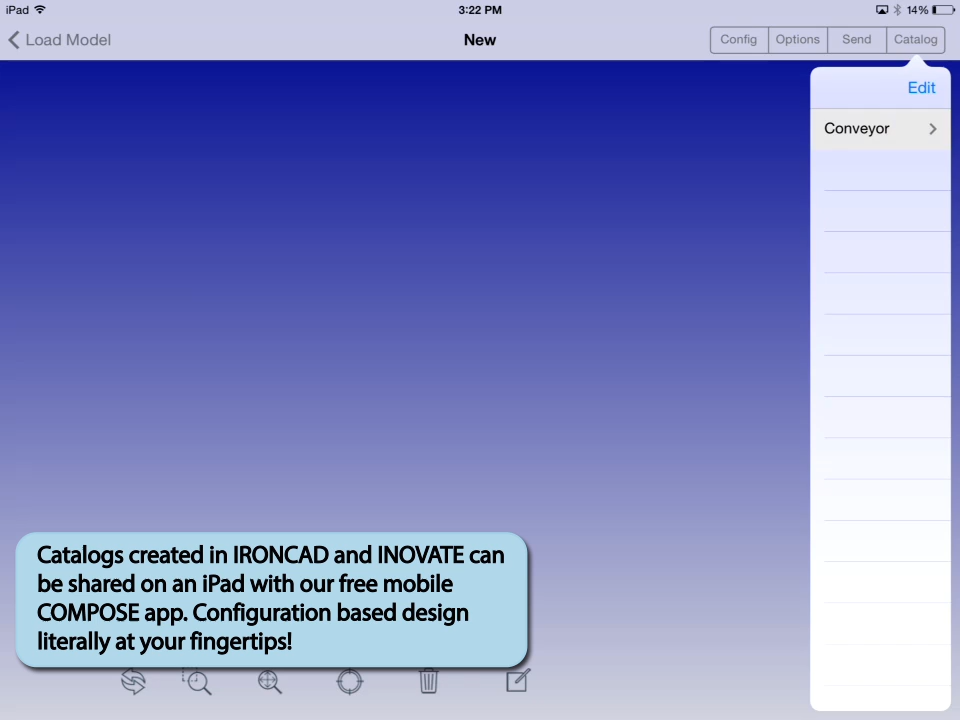 iPad
3:22 PM
14%
Load Model
New
Config
Options
Send
Catalog
Edit
Conveyor
Catalogs created in IRONCAD and INOVATE can
be shared on an iPad with our free mobile
COMPOSE app. Configuration based design
literally at your fingertips!